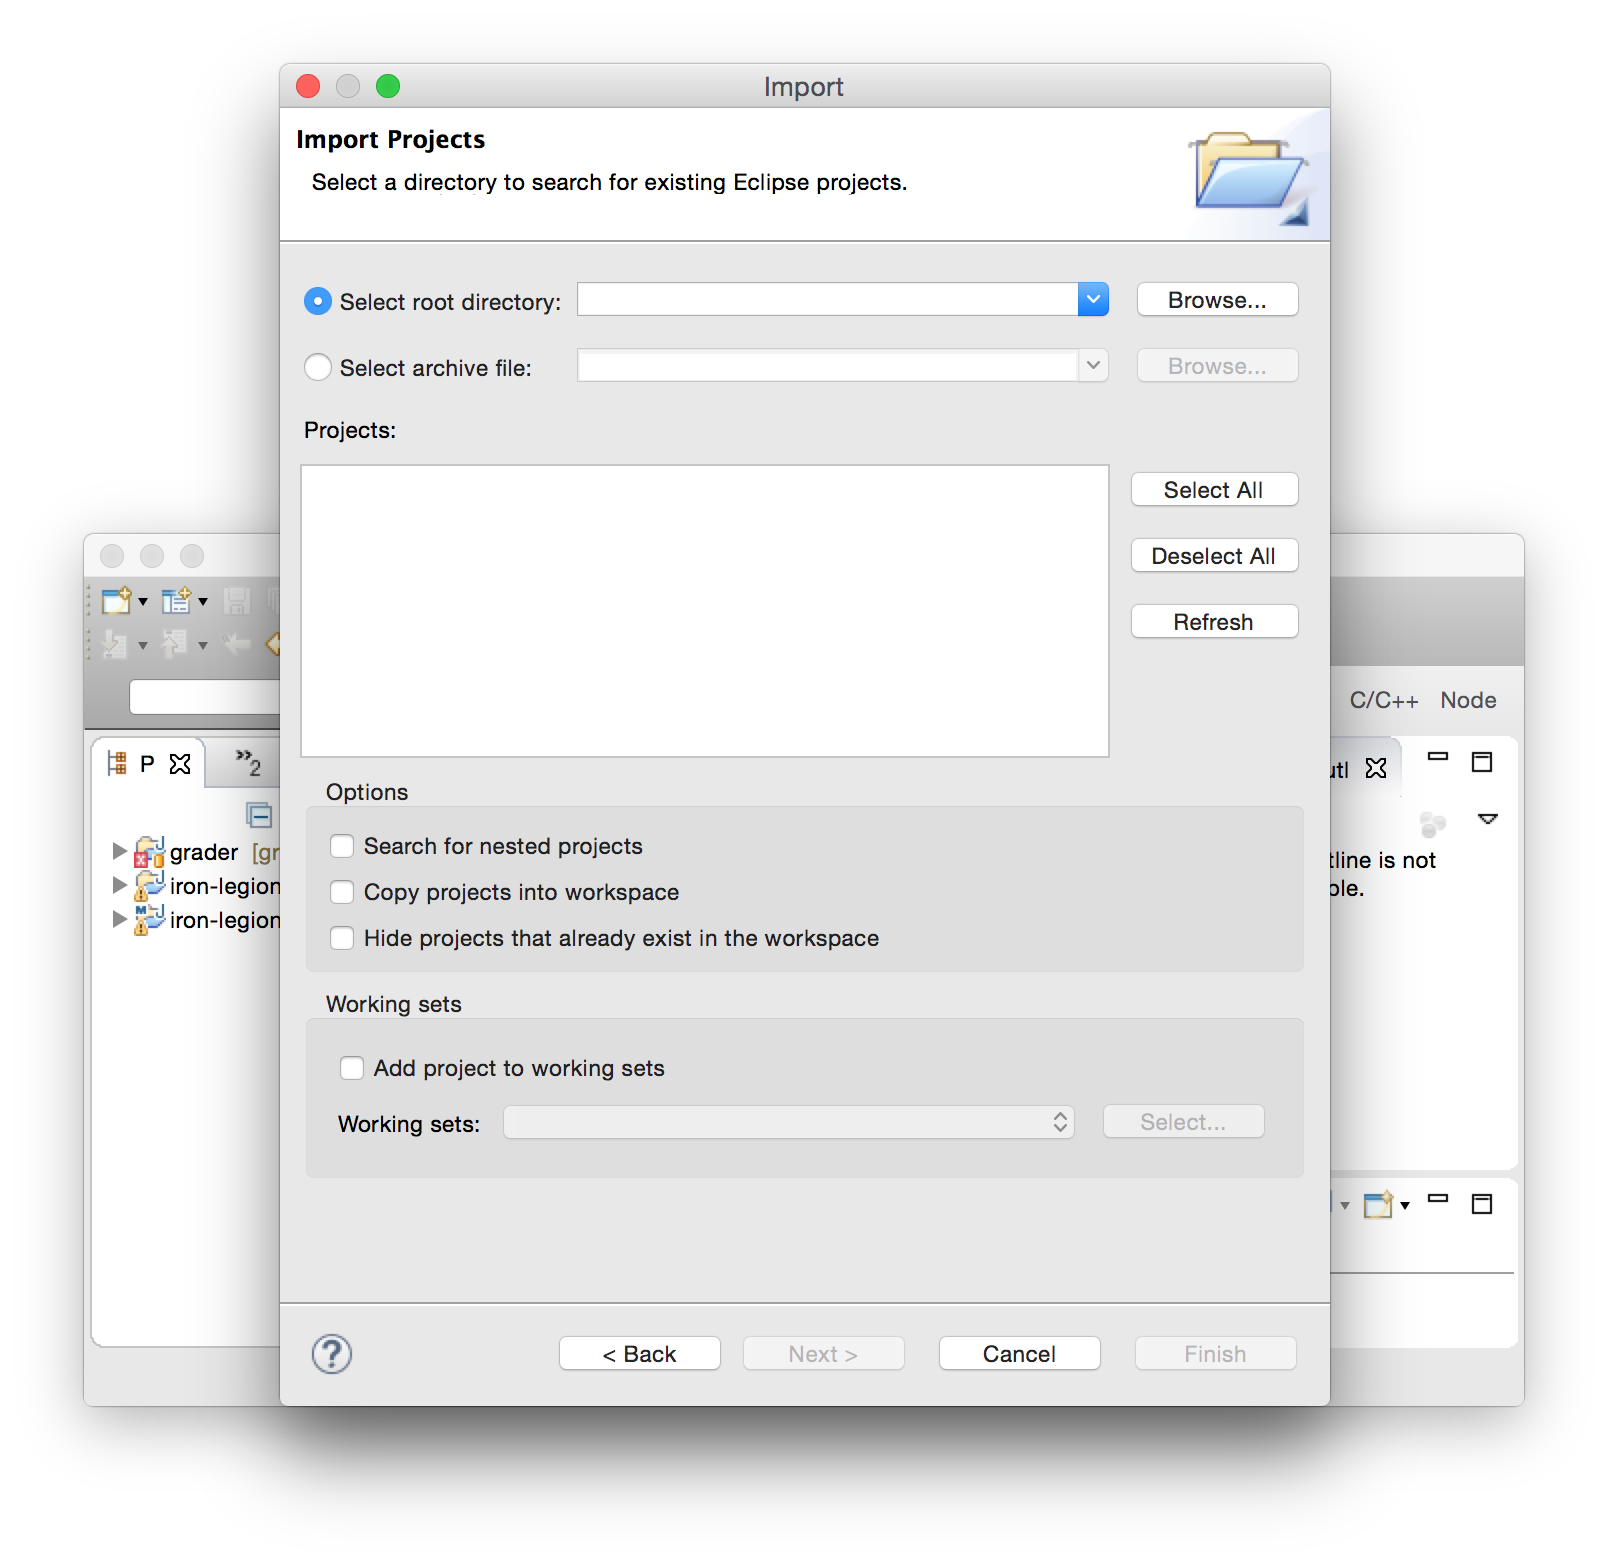 Import
Import Projects
Select a directory to search for existing Eclipse projects.
Select root directory:
Browse...
Select archive file:
Browse...
Projects:
Select All
Deselect All
Refresh
C/C++ Node
P
2
utl
grader [gr
iron-legion
iron-legion
tline is not
ble.
Options
Search for nested projects
Copy projects into workspace
Hide projects that already exist in the workspace
Working sets
Add project to working sets
Working sets:
Select...
?
< Back
Next >
Cancel
Finish